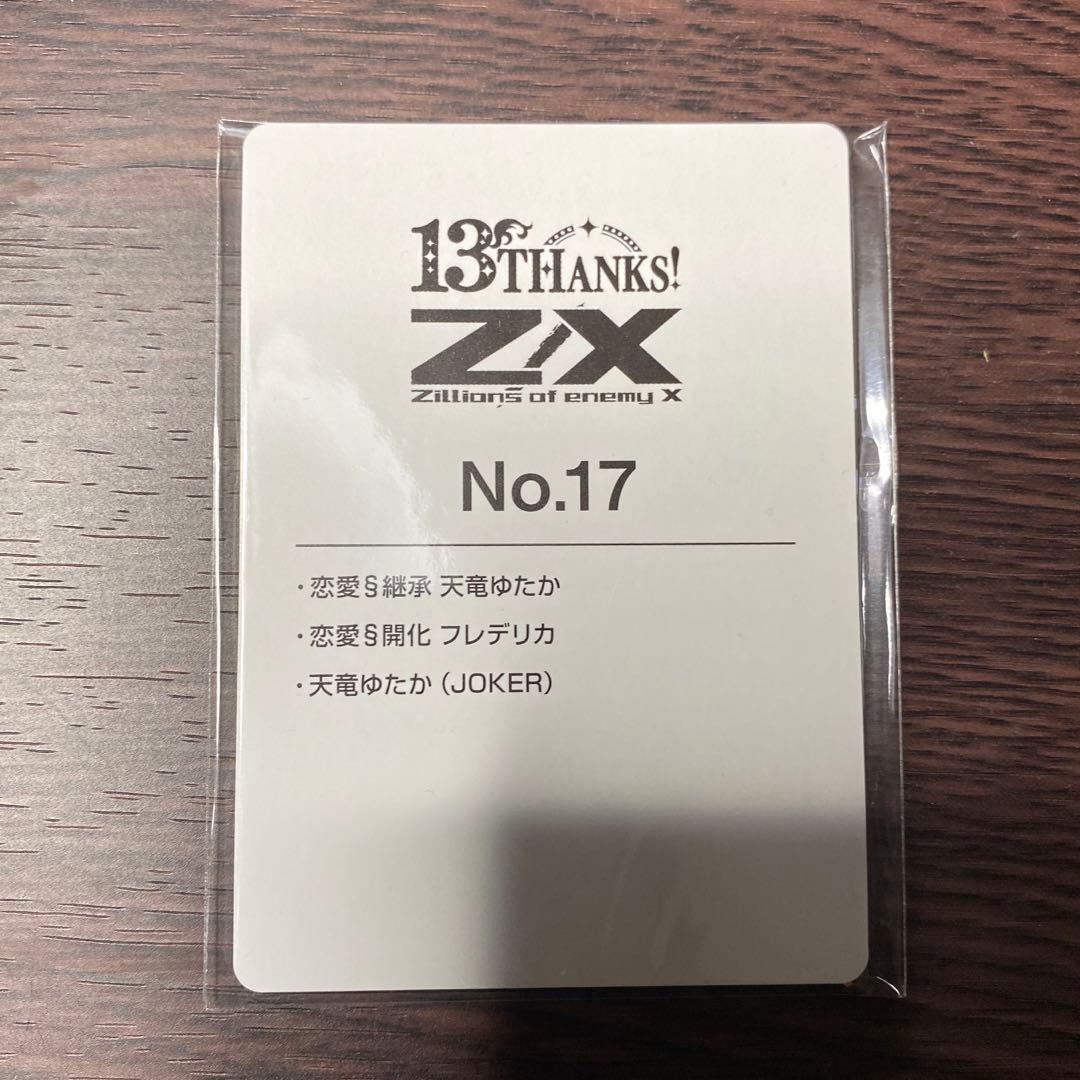 13THANKS!
Z/X
Zillions of enemy X
No.17
・恋愛§継承 天竜ゆたか
・恋愛§開化 フレデリカ
・天竜ゆたか（JOKER）